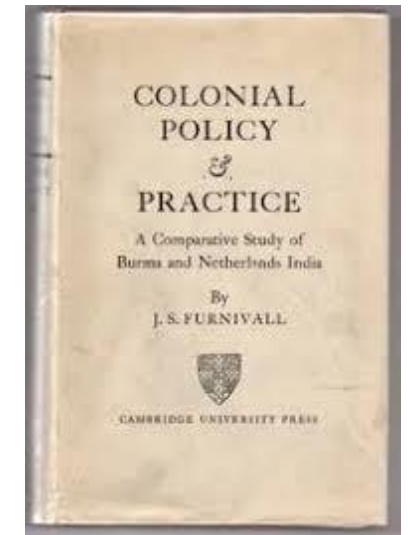 COLONIAL
POLICY
&
PRACTICE
A Comparative Study of
Burma and Netherlands India
By
J. S. FURNIVALL
CAMBRIDGE UNIVERSITY PRESS